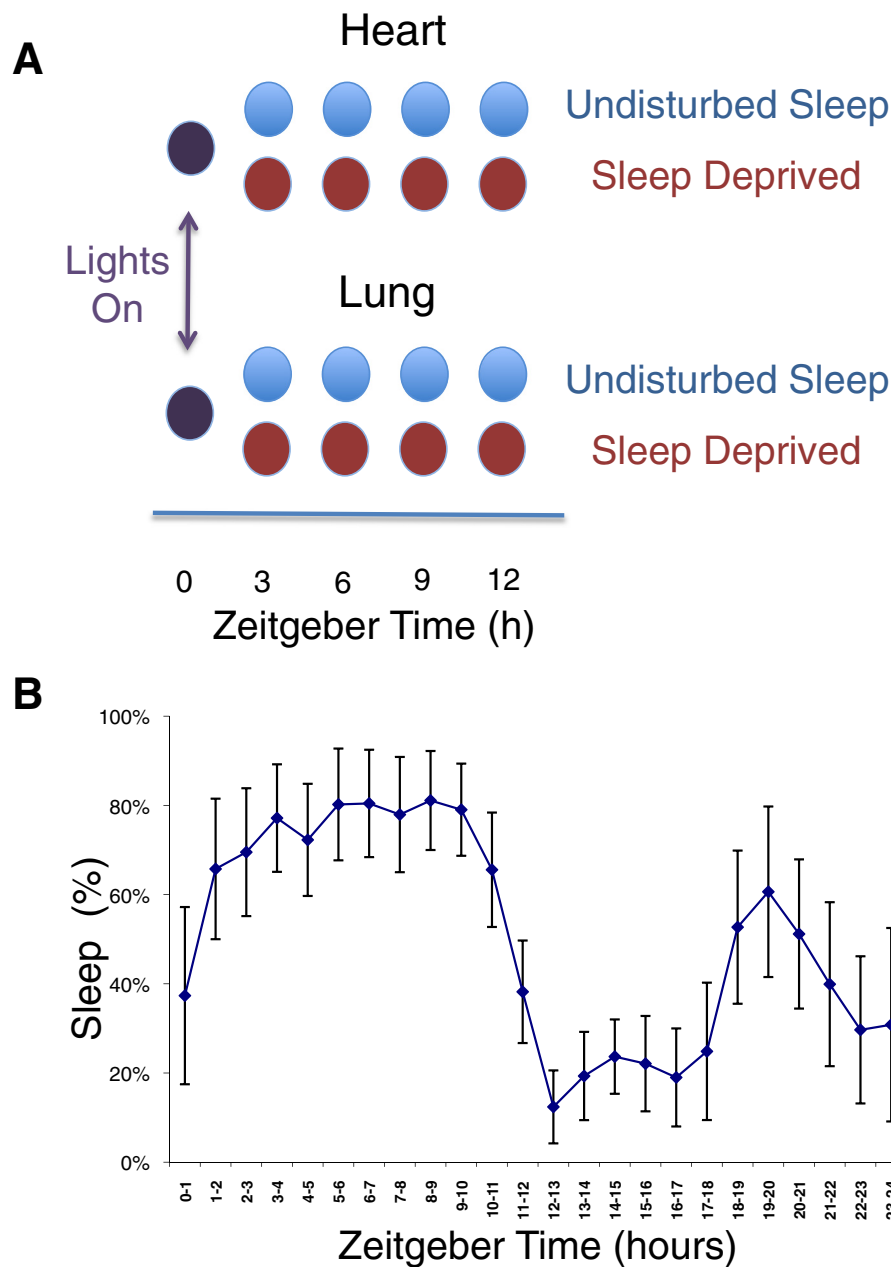 A
Heart
Undisturbed Sleep
Sleep Deprived
Lights
On
Lung
Undisturbed Sleep
Sleep Deprived
0 3 6 9 12
Zeitgeber Time (h)
B
Sleep (%)
100%
80%
60%
40%
20%
0%
0-1 1-2 2-3 3-4 4-5 5-6 6-7 7-8 8-9 9-10 10-11 11-12 12-13 13-14 14-15 15-16 16-17 17-18 18-19 19-20 20-21 21-22 22-23
Zeitgeber Time (hours)